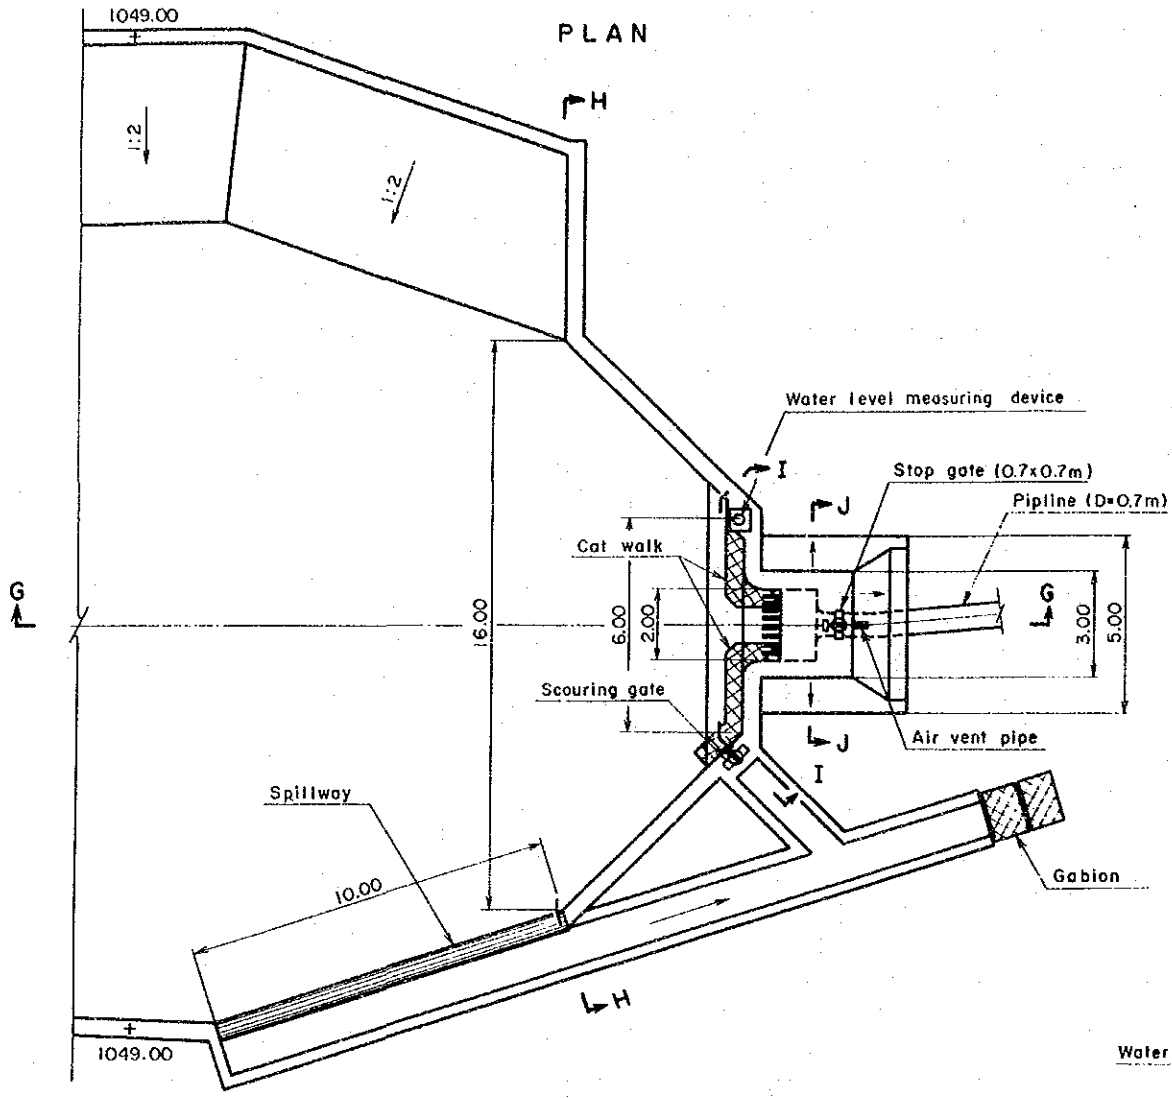 1049.00
PLAN
H
1:2
1:2
Water level measuring device
I
Stop gate (0.7x0.7m)
J
Pipline (D=0.7m)
Cat walk
G
G
16.00
6.00
2.00
3.00
5.00
Scouring gate
J
Air vent pipe
I
Spillway
10.00
Gabion
H
1049.00
Water